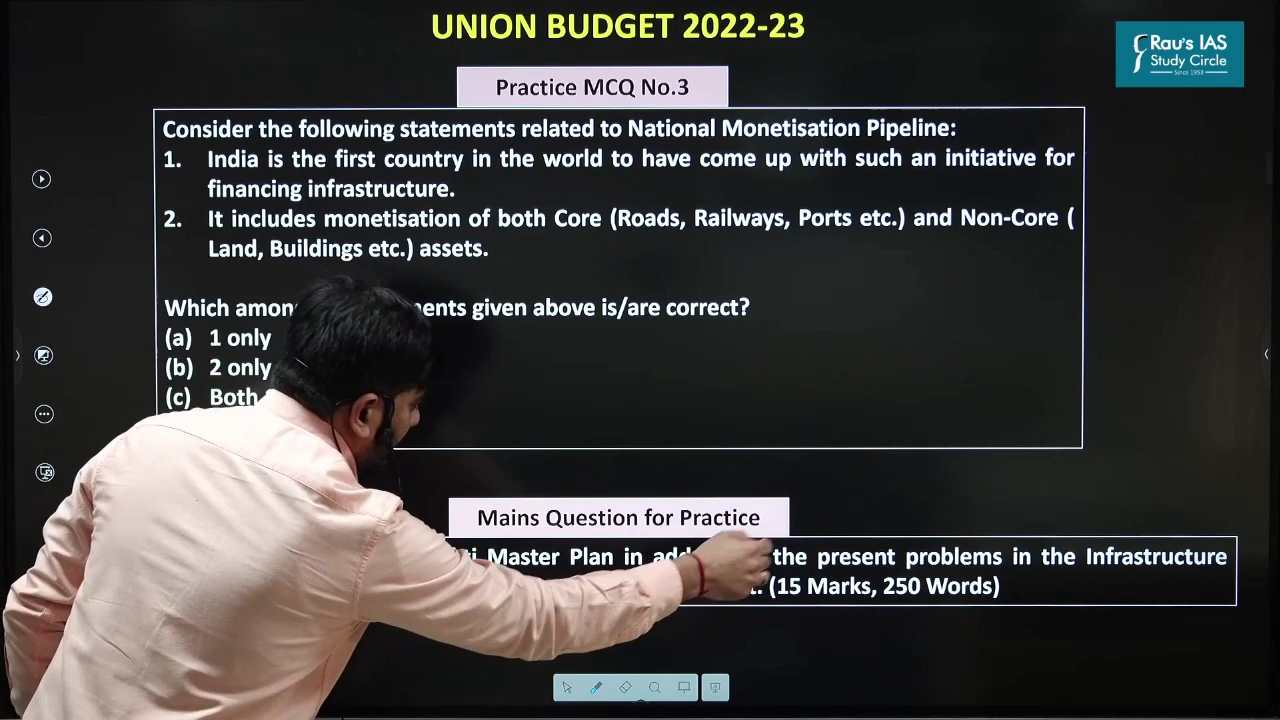 UNION BUDGET 2022-23
Rau's IAS
Study Circle
Since 1953
Practice MCQ No.3
Consider the following statements related to National Monetisation Pipeline:
1. India is the first country in the world to have come up with such an initiative for
financing infrastructure.
2. It includes monetisation of both Core (Roads, Railways, Ports etc.) and Non-Core (
Land, Buildings etc.) assets.
Which given above is/are correct?
(a) 1 only
(b) 2 only
(c) Both
Mains Question for Practice
Master Plan in the present problems in the Infrastructure
(15 Marks, 250 Words)